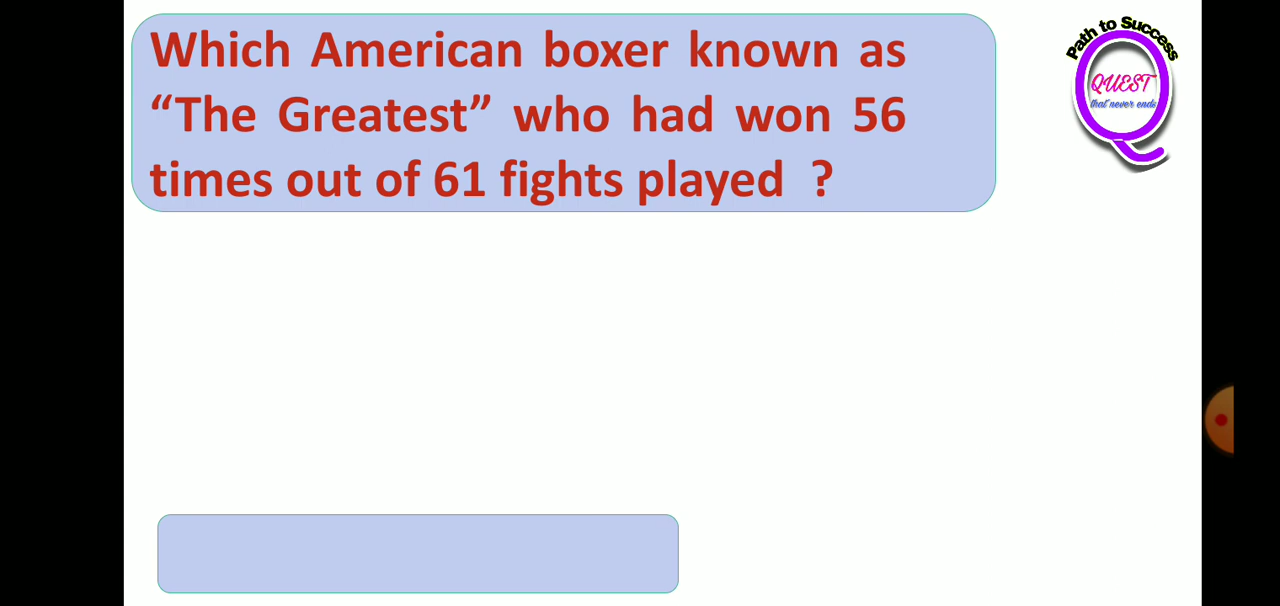 Which American boxer known as
“The Greatest” who had won 56
times out of 61 fights played ?
Path to Success
QUEST
that never ends